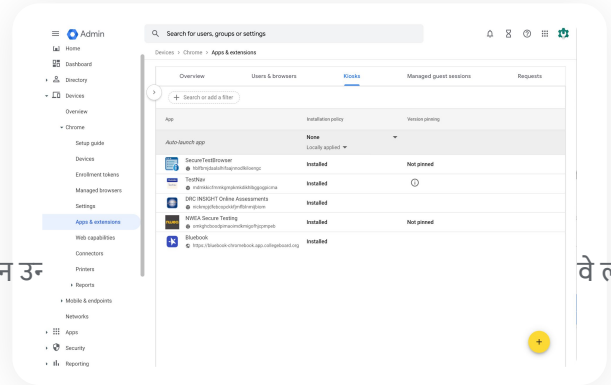 Admin
Search for users, groups or settings
Home
Dashboard
Directory
Devices
Overview
Chrome
Setup guide
Devices
Enrollment tokens
Managed browsers
Settings
Apps & extensions
Web capabilities
Connectors
Printers
Reports
Mobile & endpoints
Networks
Apps
Security
Reporting
Devices > Chrome > Apps & extensions
Overview Users & browsers Kiosks Managed guest sessions Requests
+ Search or add a filter
App Installation policy Version pinning
Auto-launch app None
Locally applied
SecureTestBrowser Installed Not pinned
TestNav Installed
DRC INSIGHT Online Assessments Installed
NWEA Secure Testing Installed Not pinned
Bluebook Installed
https://bluebook-chromebook.app.collegeboard.org
वे